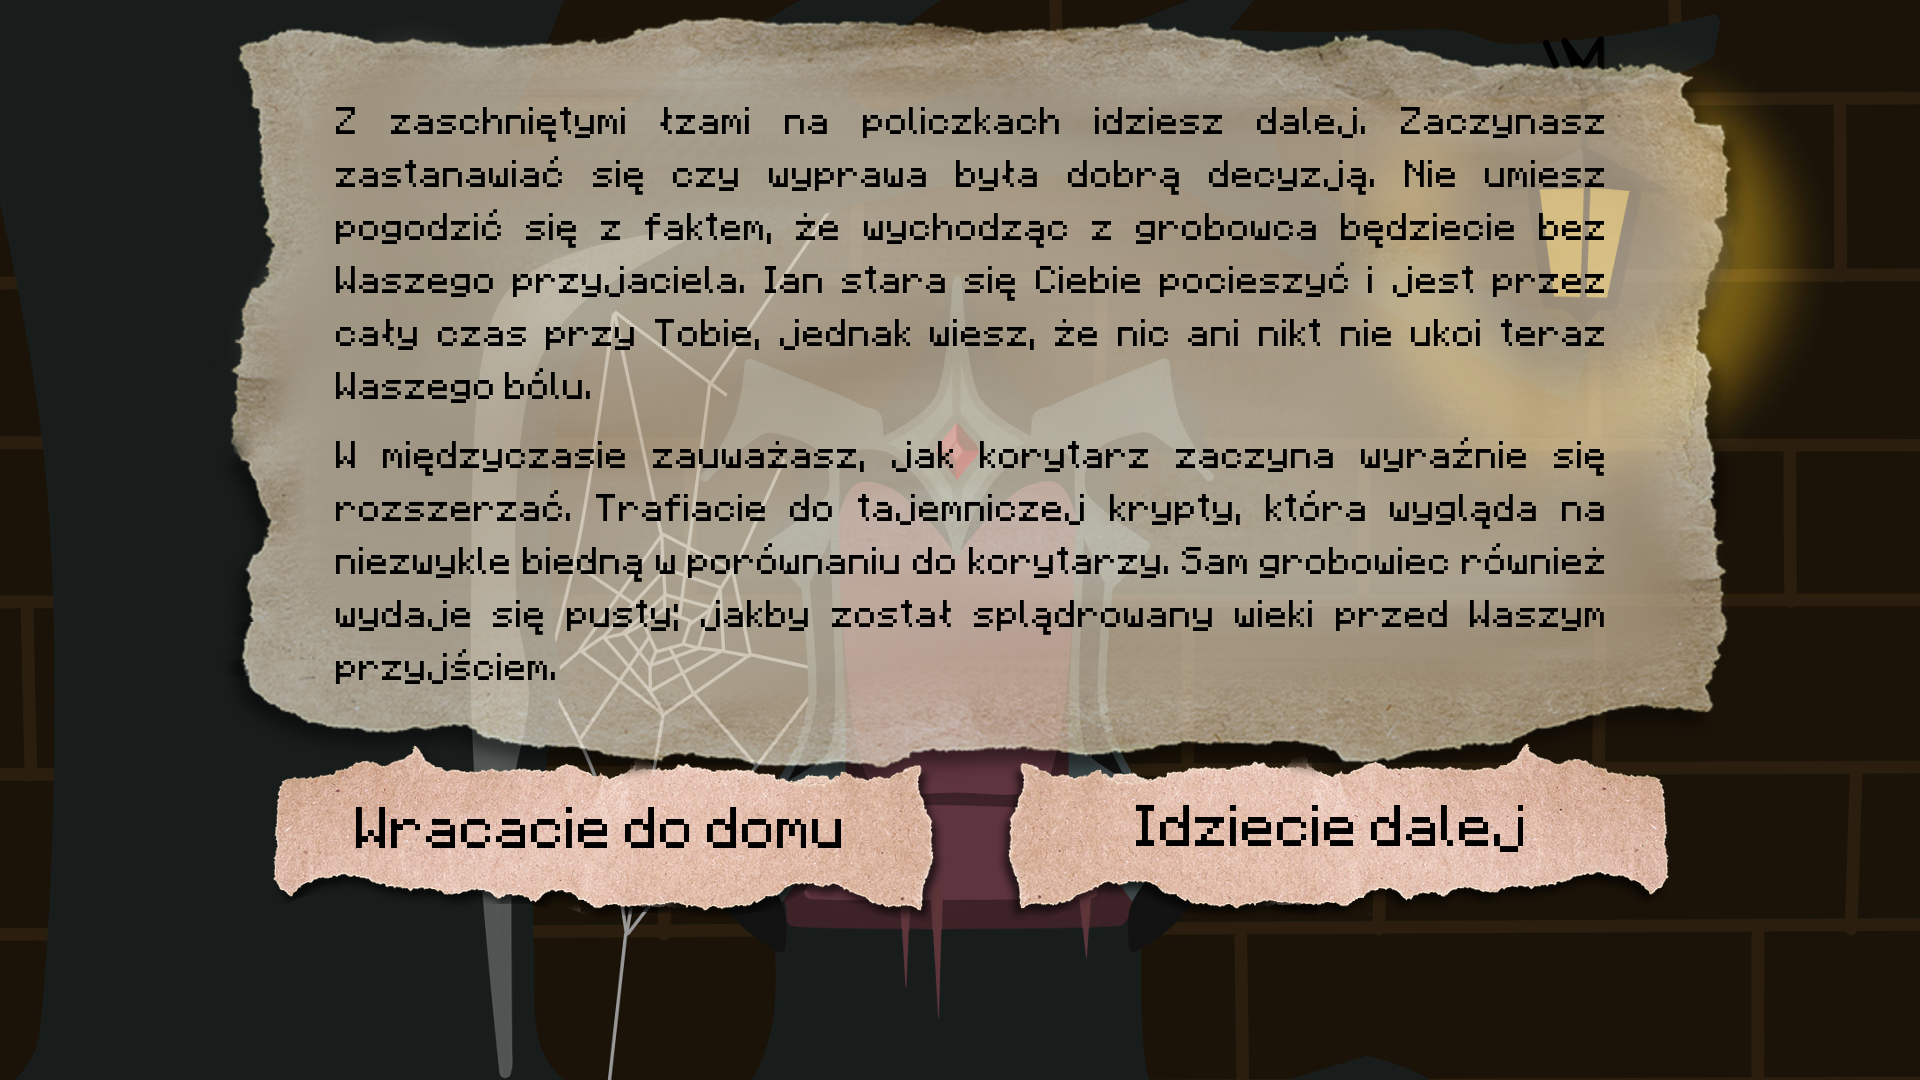 Z zaschniętymi łzami na policzkach idziesz dalej. Zaczynasz
zastanawiać się czy wyprawa była dobrą decyzją. Nie umiesz
pogodzić się z faktem, że wychodząc z grobowca będziecie bez
Waszego przyjaciela. Ian stara się Ciebie pocieszyć i jest przez
cały czas przy Tobie, jednak wiesz, że nic ani nikt nie ukoi teraz
Waszego bólu.
W międzyczasie zauważasz, jak korytarz zaczyna wyraźnie się
rozszerzać. Trafiacie do tajemniczej krypty, która wygląda na
niezwykle biedną w porównaniu do korytarzy. Sam grobowiec również
wydaje się pusty; jakby został splądrowany wieki przed Waszym
przyjściem.
Wracacie do domu
Idziecie dalej